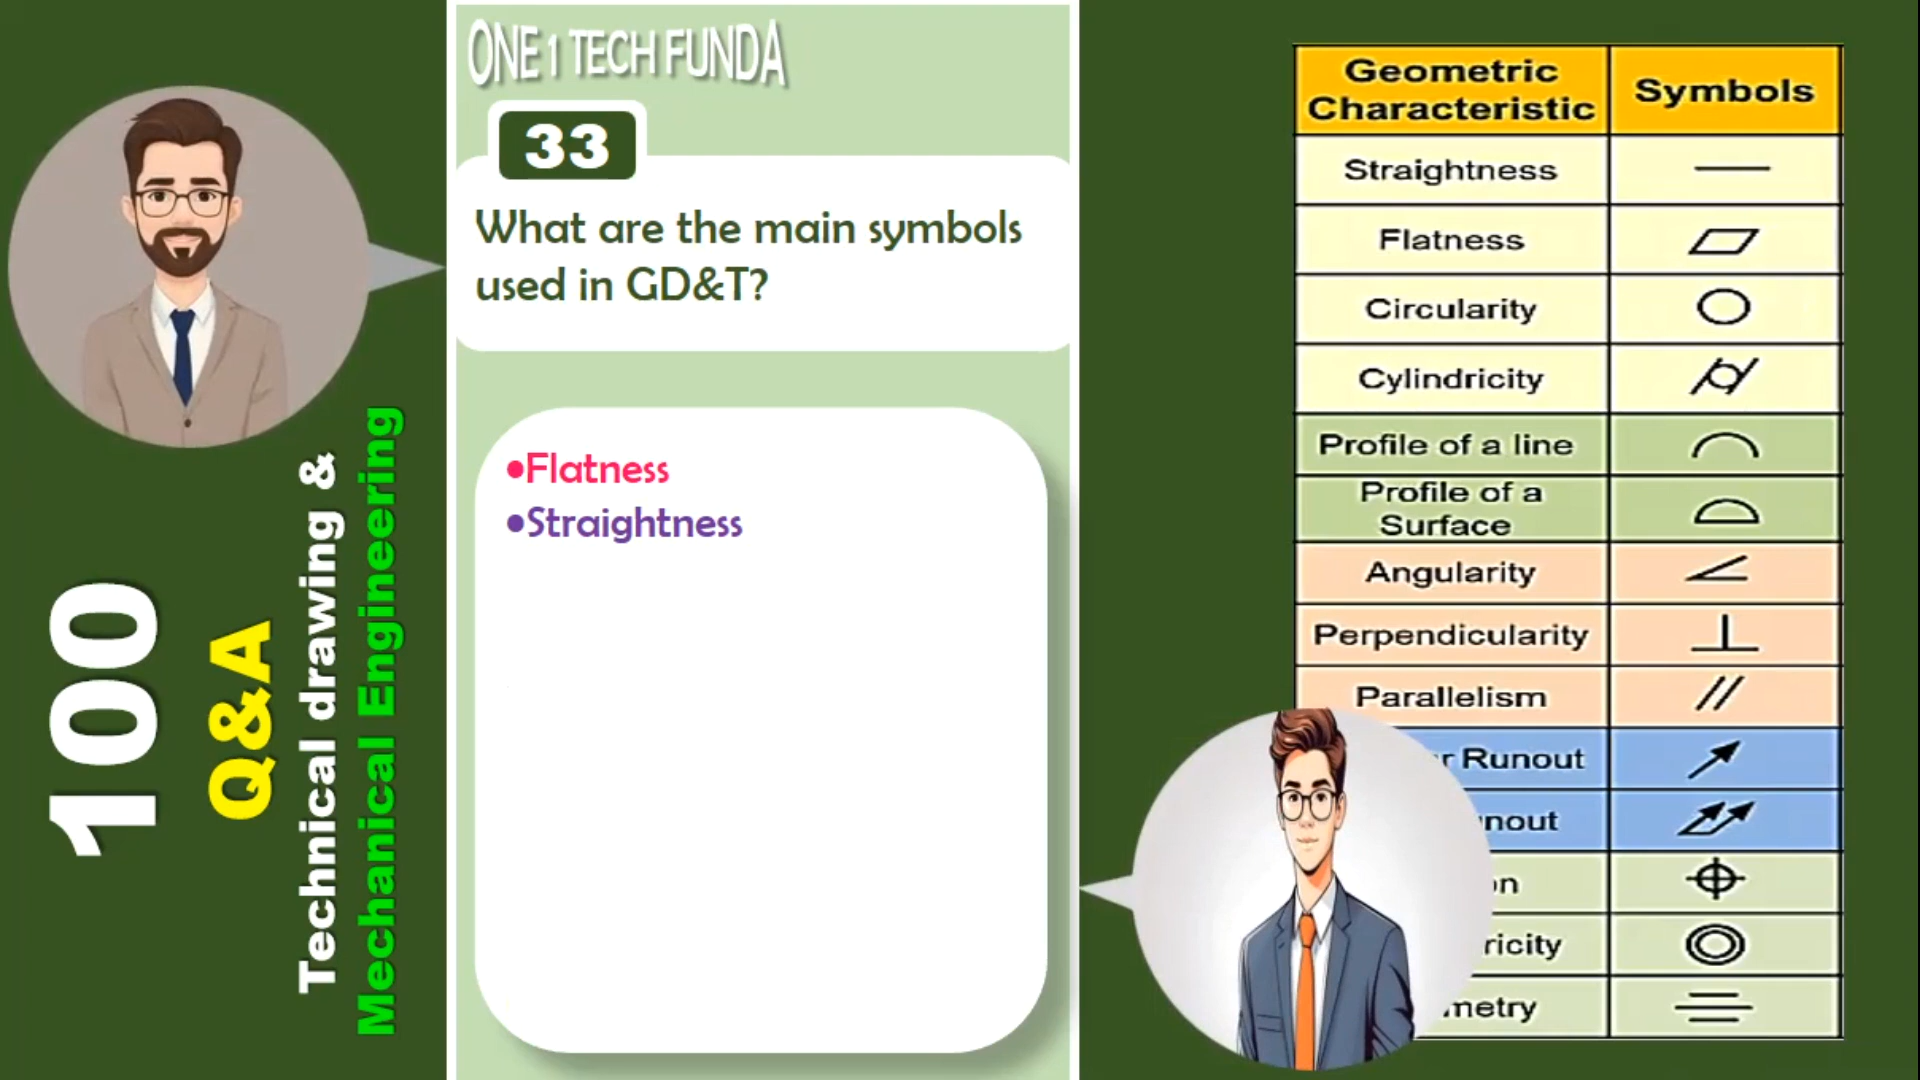 100
Q&A
Technical drawing &
Mechanical Engineering
ONE 1 TECH FUNDA
33
What are the main symbols
used in GD&T?
•Flatness
•Straightness
Geometric
Characteristic
Symbols
Straightness
Flatness
Circularity
Cylindricity
Profile of a line
Profile of a
Surface
Angularity
Perpendicularity
Parallelism
Runout